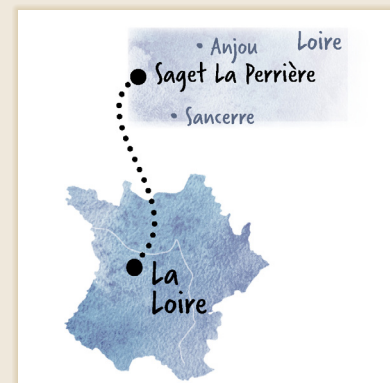 Anjou
Loire
Saget La Perrière
Sancerre
La
Loire